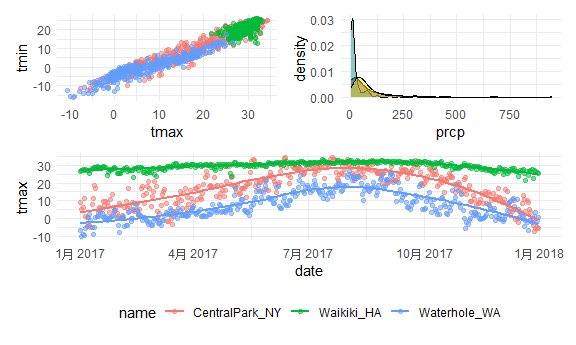 tmin
20
10
0
-10
-10 0 10 20 30
tmax
density
0.03
0.02
0.01
0.00
0 250 500 750
prcp
tmax
30
20
10
0
-10
1月 2017 4月 2017 7月 2017 10月 2017 1月 2018
date
name CentralPark_NY Waikiki_HA Waterhole_WA